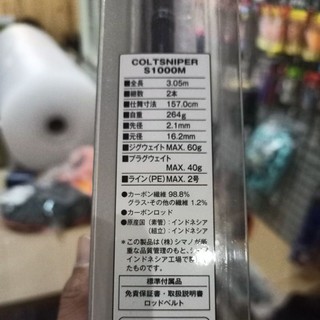 COLTSNIPER
S1000M
■全長 3.05m
■継数 2本
■仕舞寸法 157.0cm
■自重 264g
■先径 2.1mm
■元径 16.2mm
■ジグウェイト MAX. 60g
■プラグウェイト
MAX. 40g
■ライン(PE) MAX. 2号
●カーボン繊維 98.8%
グラス・その他の繊維 1.2%
●カーボンロッド
●原産国(素管):インドネシア
(組立):インドネシア
*この製品は(株)シマノが厳
重な品質管理のもと、
インドネシア工場で
たものです。
標準付属品
免責保証書・取扱説明書
ロッドベルト